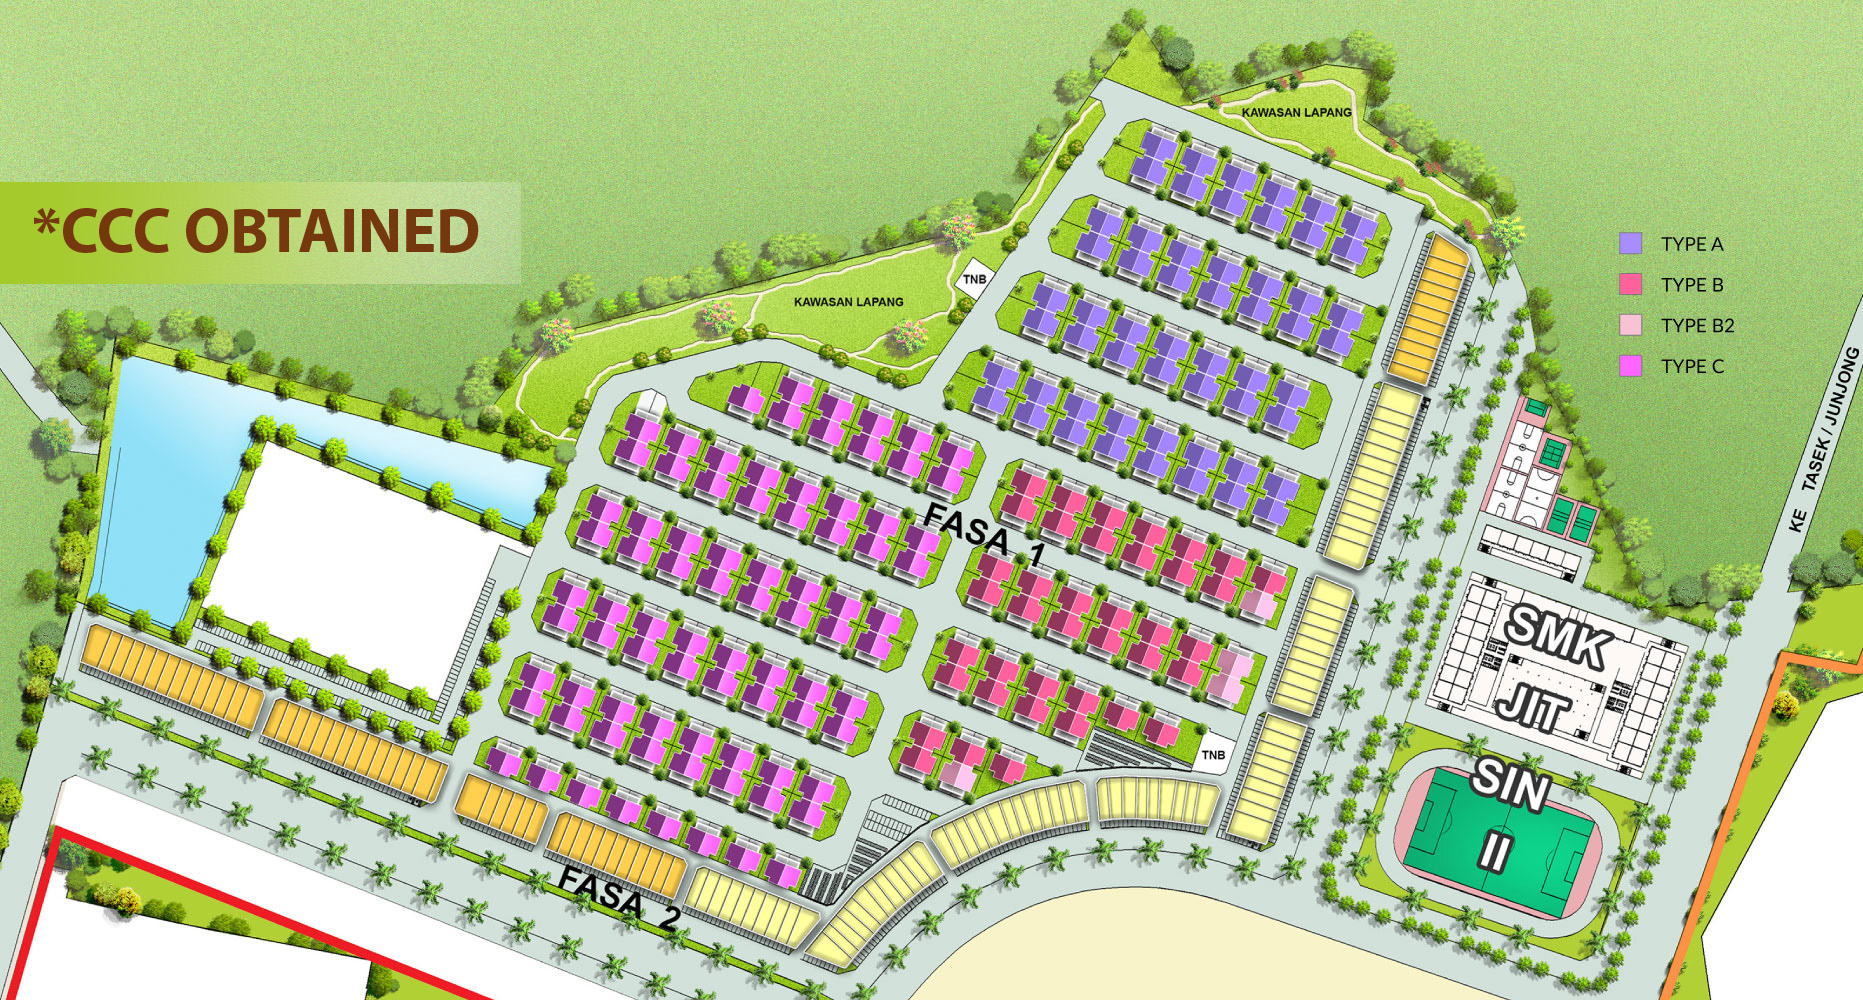 *CCC OBTAINED
KAWASAN LAPANG
KAWASAN LAPANG
TNB
TYPE A
TYPE B
TYPE B2
TYPE C
KE TASEK / JUNJONG
FASA 1
SMK
JIT
SIN
II
TNB
FASA 2